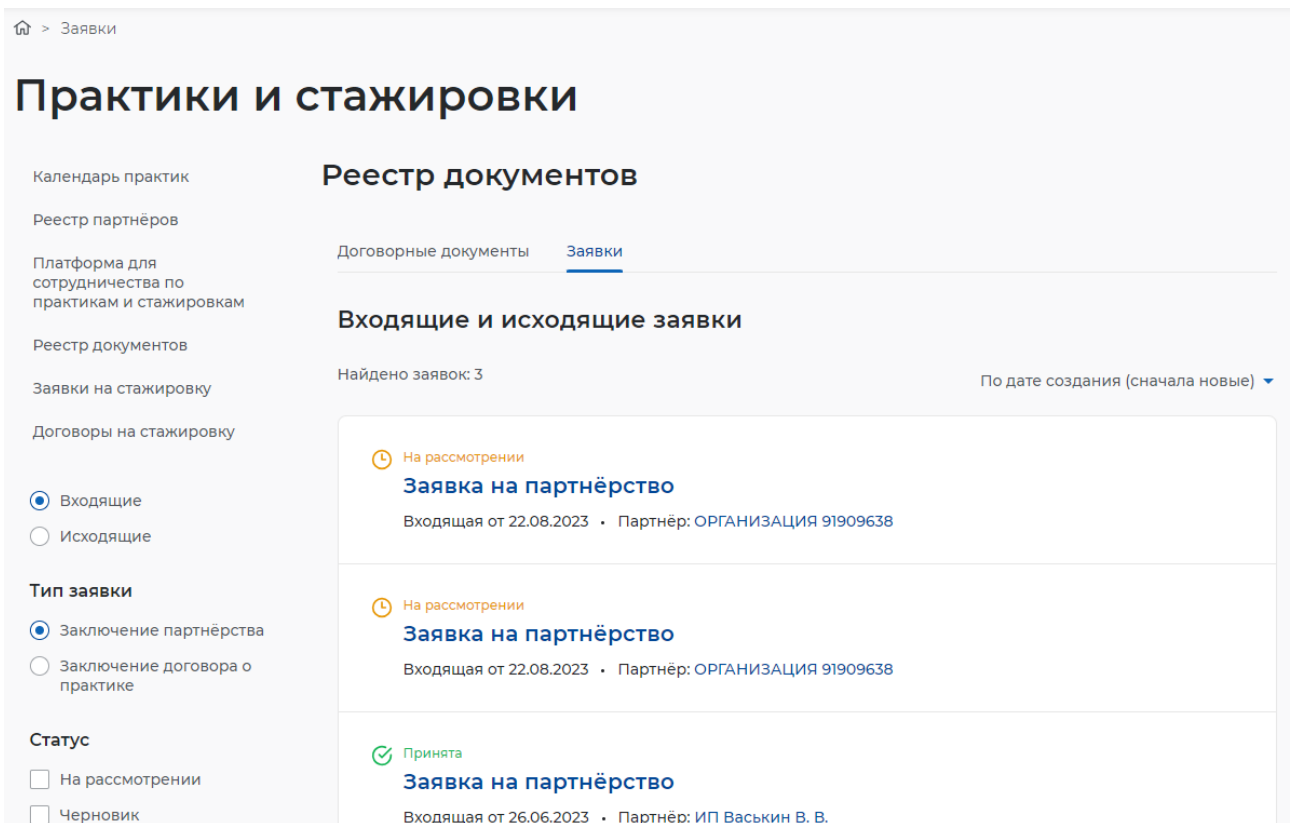 > Заявки
Практики и стажировки
Календарь практик
Реестр партнёров
Платформа для
сотрудничества по
практикам и стажировкам
Реестр документов
Заявки на стажировку
Договоры на стажировку
Входящие
Исходящие
Тип заявки
Заключение партнёрства
Заключение договора о
практике
Статус
На рассмотрении
Черновик
Реестр документов
Договорные документы Заявки
Входящие и исходящие заявки
Найдено заявок: 3
По дате создания (сначала новые)
На рассмотрении
Заявка на партнёрство
Входящая от 22.08.2023 • Партнёр: ОРГАНИЗАЦИЯ 91909638
На рассмотрении
Заявка на партнёрство
Входящая от 22.08.2023 • Партнёр: ОРГАНИЗАЦИЯ 91909638
Принята
Заявка на партнёрство
Входящая от 26.06.2023 • Партнёр: ИП Васькин В. В.